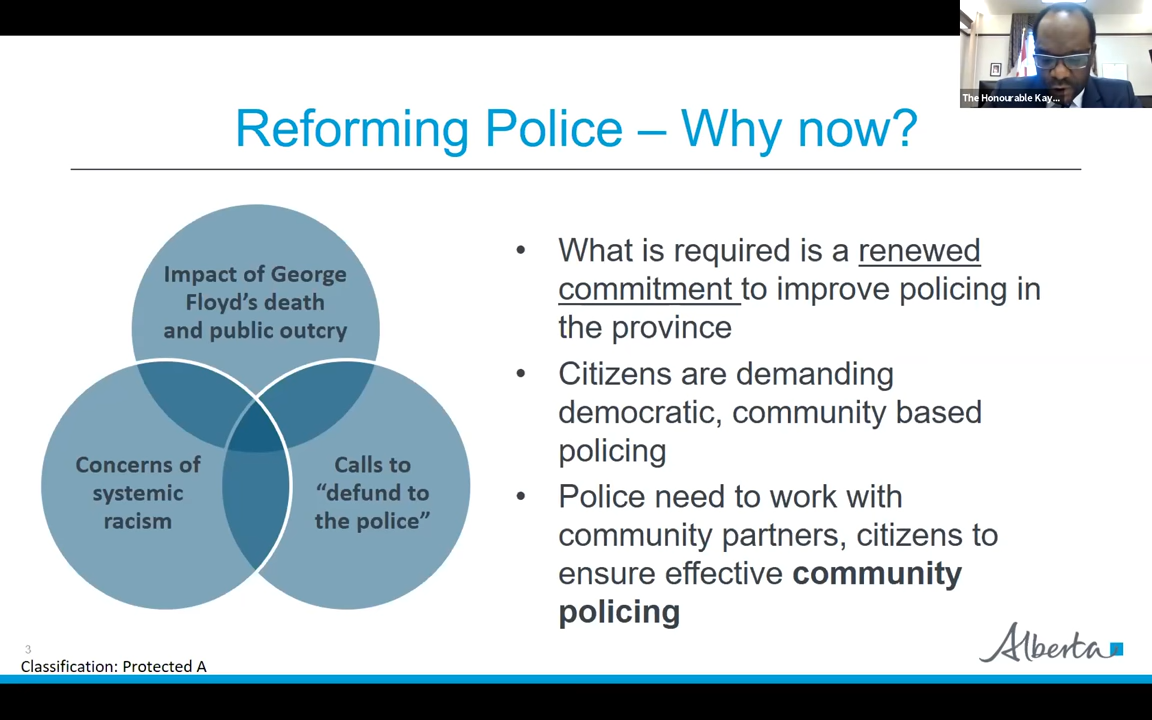 The Honourable Kay...
Reforming Police – Why now?
Impact of George
Floyd’s death
and public outcry
Concerns of
systemic
racism
Calls to
“defund to
the police”
• What is required is a renewed
commitment to improve policing in
the province
• Citizens are demanding
democratic, community based
policing
• Police need to work with
community partners, citizens to
ensure effective community
policing
3
Classification: Protected A
Alberta